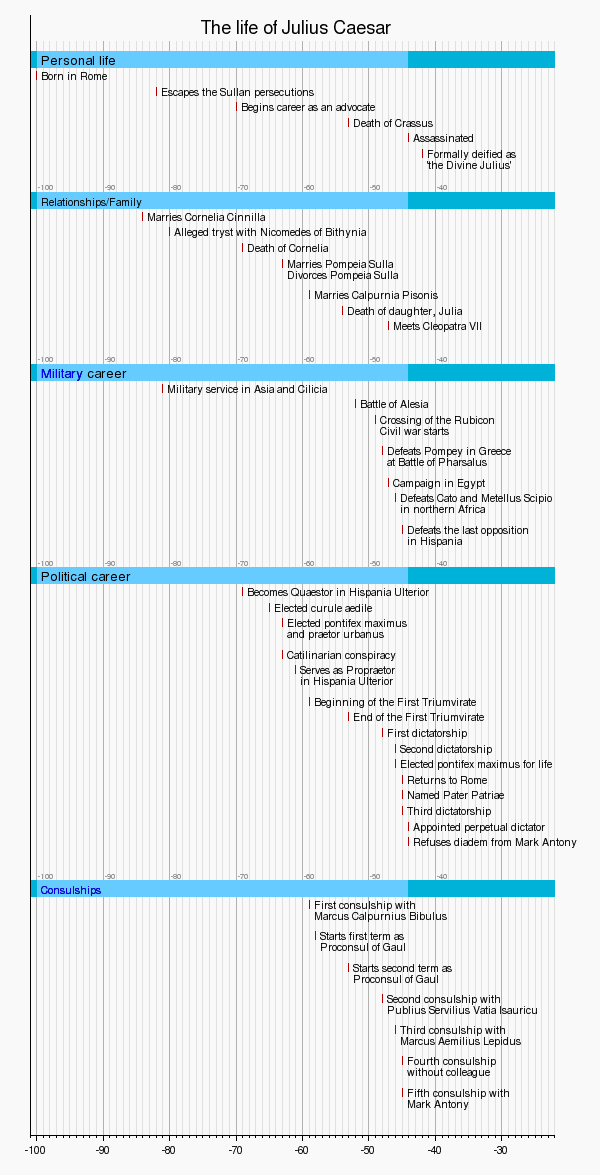 The life of Julius Caesar
Personal life
Born in Rome
Escapes the Sullan persecutions
Begins career as an advocate
Death of Crassus
Assassinated
Formally deified as
'the Divine Julius'
-100 -90 -80 -70 -60 -50 -40
Relationships/Family
Marries Cornelia Cinnilla
Alleged tryst with Nicomedes of Bithynia
Death of Cornelia
Marries Pompeia Sulla
Divorces Pompeia Sulla
Marries Calpurnia Pisonis
Death of daughter, Julia
Meets Cleopatra VII
-100 -90 -80 -70 -60 -50 -40
Military career
Military service in Asia and Cilicia
Battle of Alesia
Crossing of the Rubicon
Civil war starts
Defeats Pompey in Greece
at Battle of Pharsalus
Campaign in Egypt
Defeats Cato and Metellus Scipio
in northern Africa
Defeats the last opposition
in Hispania
-100 -90 -80 -70 -60 -50 -40
Political career
Becomes Quaestor in Hispania Ulterior
Elected curule aedile
Elected pontifex maximus
and praetor urbanus
Catilinarian conspiracy
Serves as Propraetor
in Hispania Ulterior
Beginning of the First Triumvirate
End of the First Triumvirate
First dictatorship
Second dictatorship
Elected pontifex maximus for life
Returns to Rome
Named Pater Patriae
Third dictatorship
Appointed perpetual dictator
Refuses diadem from Mark Antony
-100 -90 -80 -70 -60 -50 -40
Consulships
First consulship with
Marcus Calpurnius Bibulus
Starts first term as
Proconsul of Gaul
Starts second term as
Proconsul of Gaul
Second consulship with
Publius Servilius Vatia Isauricu
Third consulship with
Marcus Aemilius Lepidus
Fourth consulship
without colleague
Fifth consulship with
Mark Antony
-100 -90 -80 -70 -60 -50 -40 -30